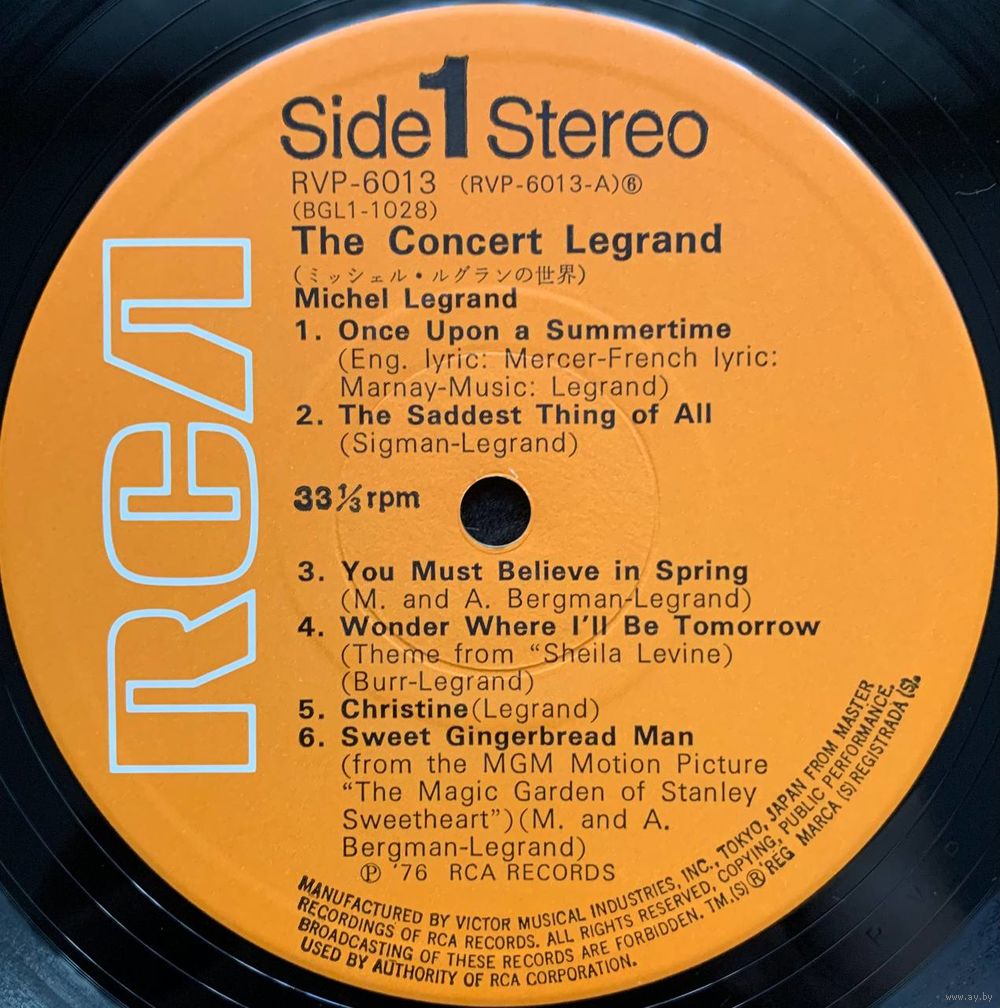 Side 1 Stereo
RVP-6013 (RVP-6013-A)⑥
(BGL1-1028)
The Concert Legrand
(ミッシェル・ルグランの世界)
Michel Legrand
1. Once Upon a Summertime
(Eng. lyric: Mercer-French lyric:
Marnay-Music: Legrand)
2. The Saddest Thing of All
(Sigman-Legrand)
33 1/3 rpm
3. You Must Believe in Spring
(M. and A. Bergman-Legrand)
4. Wonder Where I'll Be Tomorrow
(Theme from “Sheila Levine)
(Burr-Legrand)
5. Christine (Legrand)
6. Sweet Gingerbread Man
(from the MGM Motion Picture
“The Magic Garden of Stanley
Sweetheart”)(M. and A.
Bergman-Legrand)
Ⓟ '76 RCA RECORDS
RCA
MANUFACTURED BY VICTOR MUSICAL INDUSTRIES, INC., TOKYO, JAPAN FROM MASTER
RECORDINGS OF RCA RECORDS. ALL RIGHTS RESERVED. COPYING, PUBLIC PERFORMANCE,
BROADCASTING OF THESE RECORDS ARE FORBIDDEN. TM.(S) ® REG MARCA (S) REGISTRADA (S).
USED BY AUTHORITY OF RCA CORPORATION.
www.ay.by